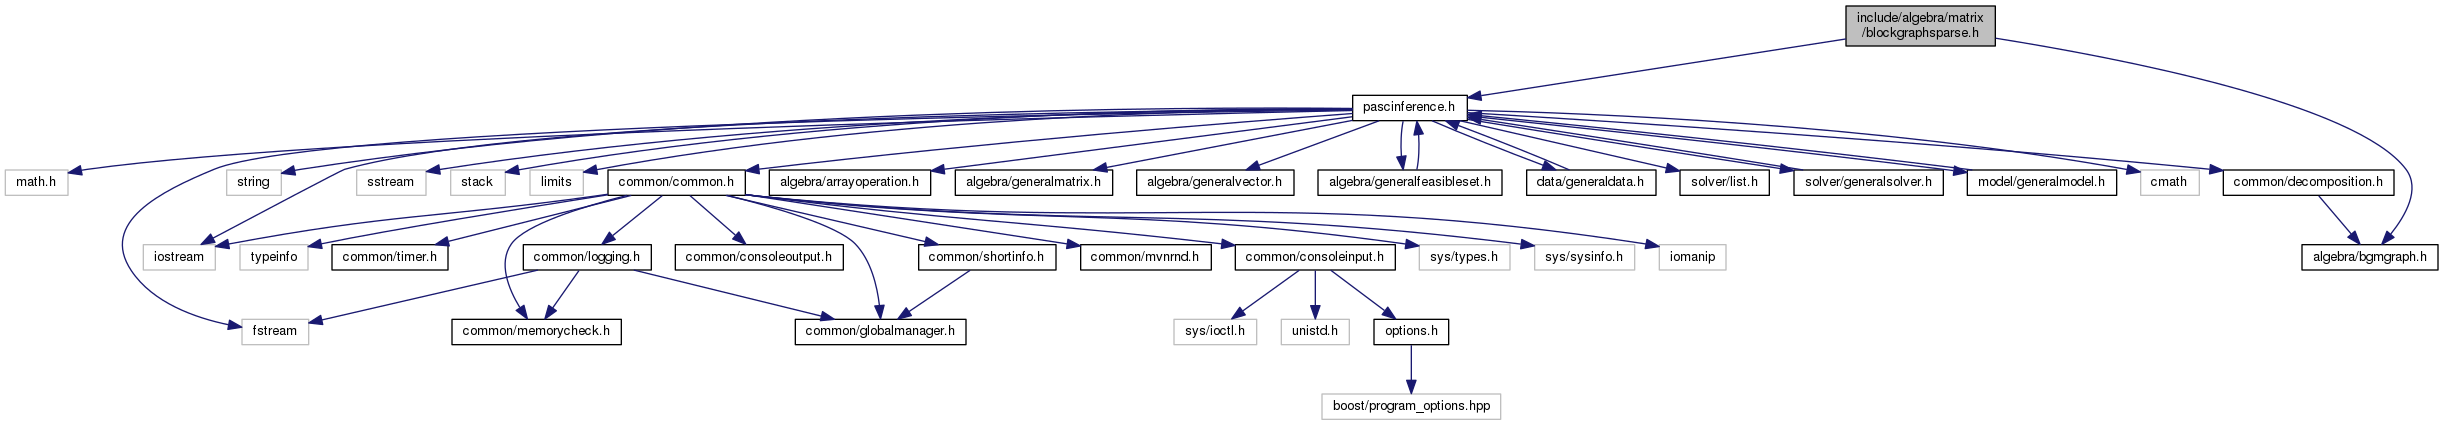 include/algebra/matrix
/blockgraphsparse.h
pascinference.h
math.h
string
sstream
stack
limits
common/common.h
algebra/arrayoperation.h
algebra/generalmatrix.h
algebra/generalvector.h
algebra/generalfeasibleset.h
data/generaldata.h
solver/list.h
solver/generalsolver.h
model/generalmodel.h
cmath
common/decomposition.h
iostream
typeinfo
common/timer.h
common/logging.h
common/consoleoutput.h
common/shortinfo.h
common/mvnrnd.h
common/consoleinput.h
sys/types.h
sys/sysinfo.h
iomanip
algebra/bgmgraph.h
fstream
common/memorycheck.h
common/globalmanager.h
sys/ioctl.h
unistd.h
options.h
boost/program_options.hpp